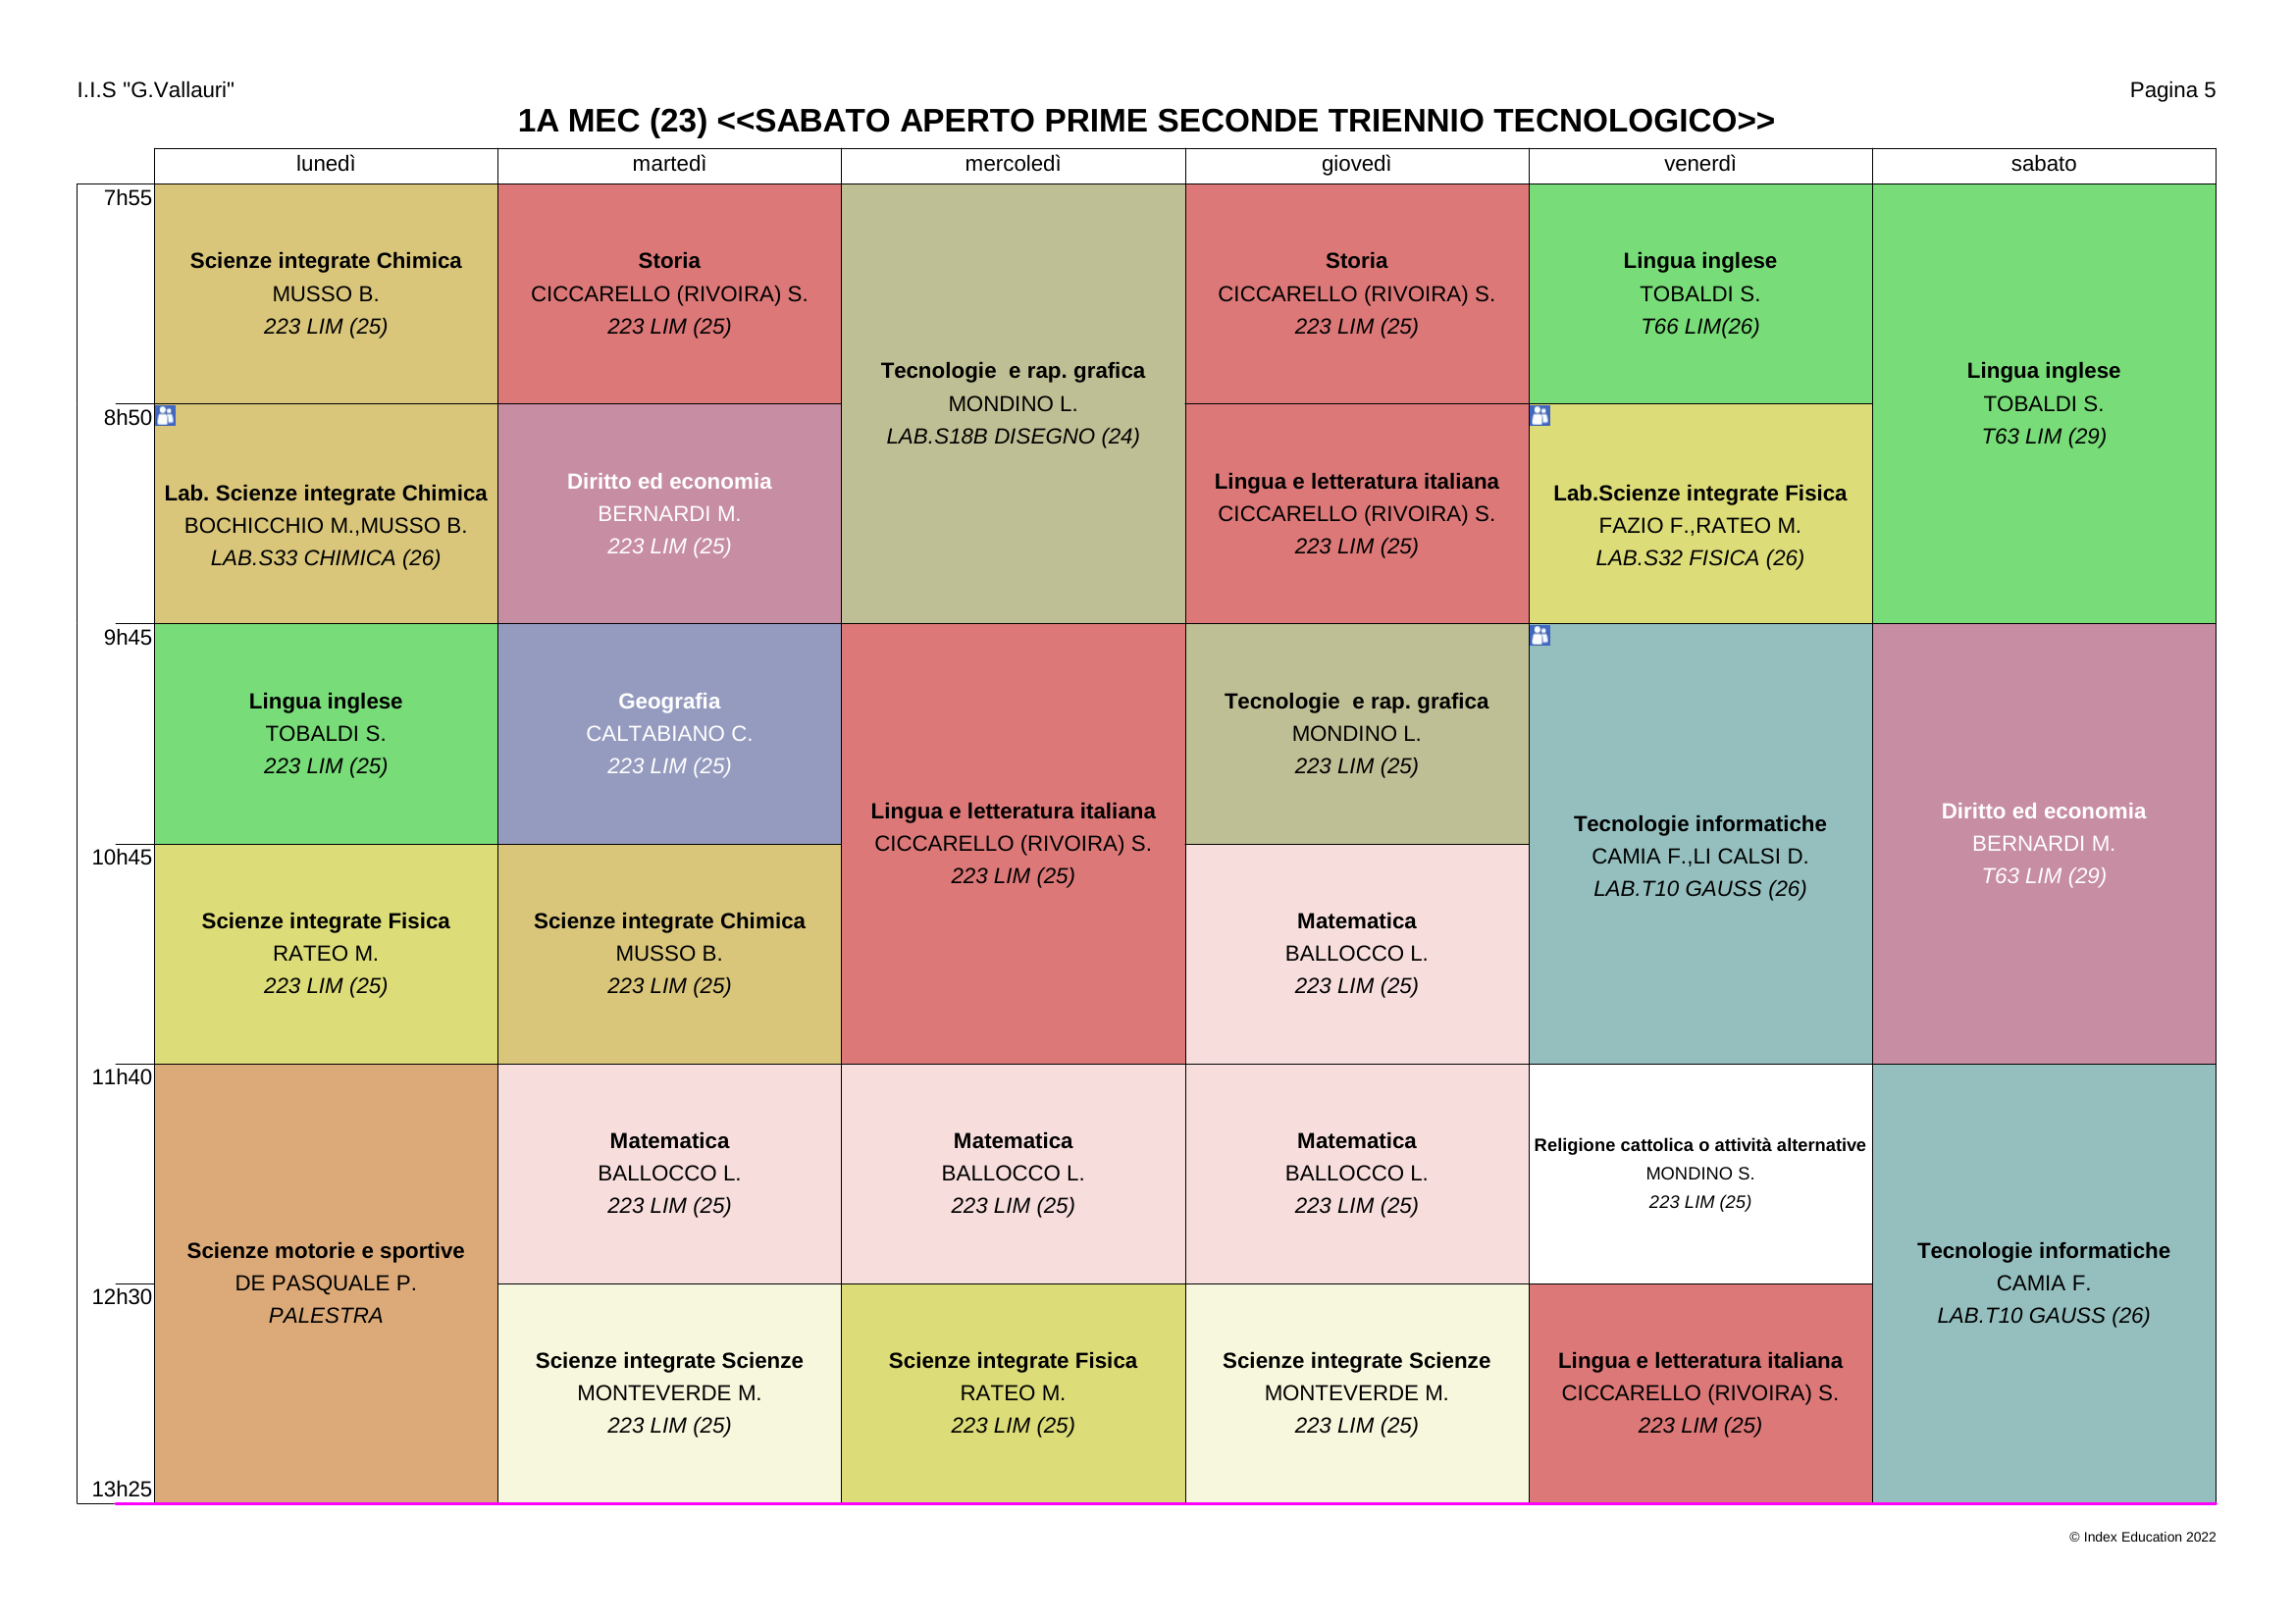 I.I.S "G.Vallauri"
Pagina 5
1A MEC (23) <<SABATO APERTO PRIME SECONDE TRIENNIO TECNOLOGICO>>
lunedì
martedì
mercoledì
giovedì
venerdì
sabato
7h55
Scienze integrate Chimica
MUSSO B.
223 LIM (25)
Storia
CICCARELLO (RIVOIRA) S.
223 LIM (25)
Tecnologie  e rap. grafica
MONDINO L.
LAB.S18B DISEGNO (24)
Storia
CICCARELLO (RIVOIRA) S.
223 LIM (25)
Lingua inglese
TOBALDI S.
T66 LIM(26)
Lingua inglese
TOBALDI S.
T63 LIM (29)
8h50
Lab. Scienze integrate Chimica
BOCHICCHIO M.,MUSSO B.
LAB.S33 CHIMICA (26)
Diritto ed economia
BERNARDI M.
223 LIM (25)
Lingua e letteratura italiana
CICCARELLO (RIVOIRA) S.
223 LIM (25)
Lab.Scienze integrate Fisica
FAZIO F.,RATEO M.
LAB.S32 FISICA (26)
9h45
Lingua inglese
TOBALDI S.
223 LIM (25)
Geografia
CALTABIANO C.
223 LIM (25)
Lingua e letteratura italiana
CICCARELLO (RIVOIRA) S.
223 LIM (25)
Tecnologie  e rap. grafica
MONDINO L.
223 LIM (25)
Tecnologie informatiche
CAMIA F.,LI CALSI D.
LAB.T10 GAUSS (26)
Diritto ed economia
BERNARDI M.
T63 LIM (29)
10h45
Scienze integrate Fisica
RATEO M.
223 LIM (25)
Scienze integrate Chimica
MUSSO B.
223 LIM (25)
Matematica
BALLOCCO L.
223 LIM (25)
11h40
Scienze motorie e sportive
DE PASQUALE P.
PALESTRA
Matematica
BALLOCCO L.
223 LIM (25)
Matematica
BALLOCCO L.
223 LIM (25)
Matematica
BALLOCCO L.
223 LIM (25)
Religione cattolica o attività alternative
MONDINO S.
223 LIM (25)
Tecnologie informatiche
CAMIA F.
LAB.T10 GAUSS (26)
12h30
Scienze integrate Scienze
MONTEVERDE M.
223 LIM (25)
Scienze integrate Fisica
RATEO M.
223 LIM (25)
Scienze integrate Scienze
MONTEVERDE M.
223 LIM (25)
Lingua e letteratura italiana
CICCARELLO (RIVOIRA) S.
223 LIM (25)
13h25
© Index Education 2022